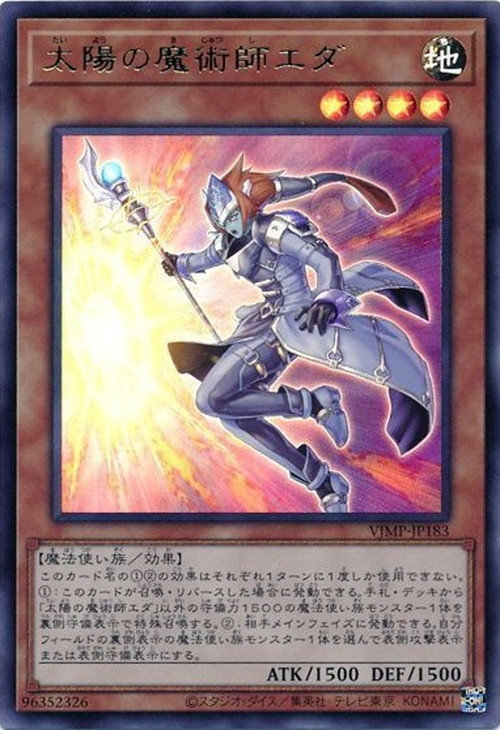 太陽の魔術師エダ
地
VJMP-JP183
【魔法使い族/効果】
このカード名の①②の効果はそれぞれ1ターンに1度しか使用できない。
①:このカードが召喚・リバースした場合に発動できる。手札・デッキから
「太陽の魔術師エダ」以外の守備力1500の魔法使い族モンスター1体を
裏側守備表示で特殊召喚する。②:相手メインフェイズに発動できる。自分
フィールドの裏側表示の魔法使い族モンスター1体を選んで表側攻撃表示
または表側守備表示にする。
ATK/1500 DEF/1500
96352326
©スタジオ・ダイス/集英社 テレビ東京 KONAMI